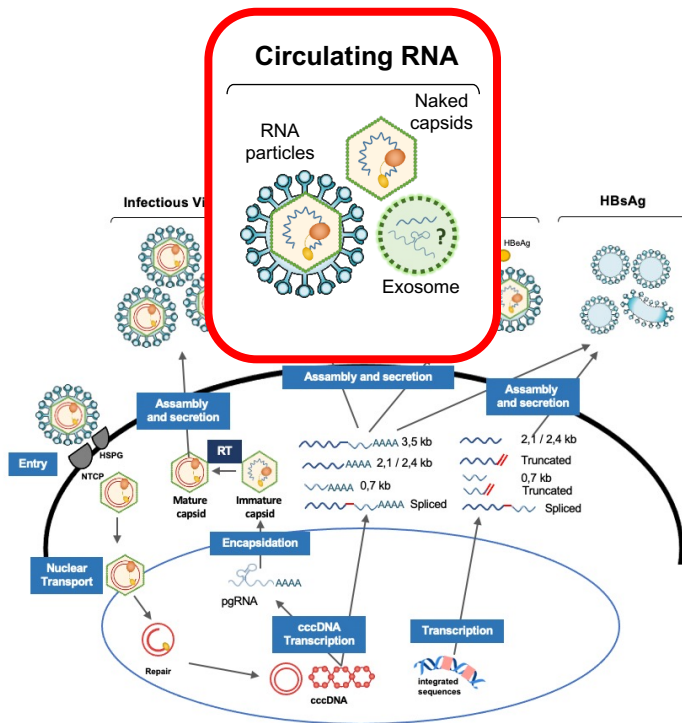 Circulating RNA
Naked
capsids
RNA
particles
?
Exosome
Infectious Vi
HBsAg
HBeAg
Assambly and secretion
Assambly
and secretion
Assambly
and secretion
HSPG
Entry
NTCP
RT
Mature
capsid
Immature
capsid
AAAA 3,5 kb
AAAA 2,1 / 2,4 kb
AAAA 0,7 kb
AAAA Spliced
2,1 / 2,4 kb
Truncated
0,7 kb
Truncated
Spliced
Encapsidation
Nuclear
Transport
AAAA
pgRNA
cccDNA
Transcription
Transcription
Repair
cccDNA
integrated
sequences